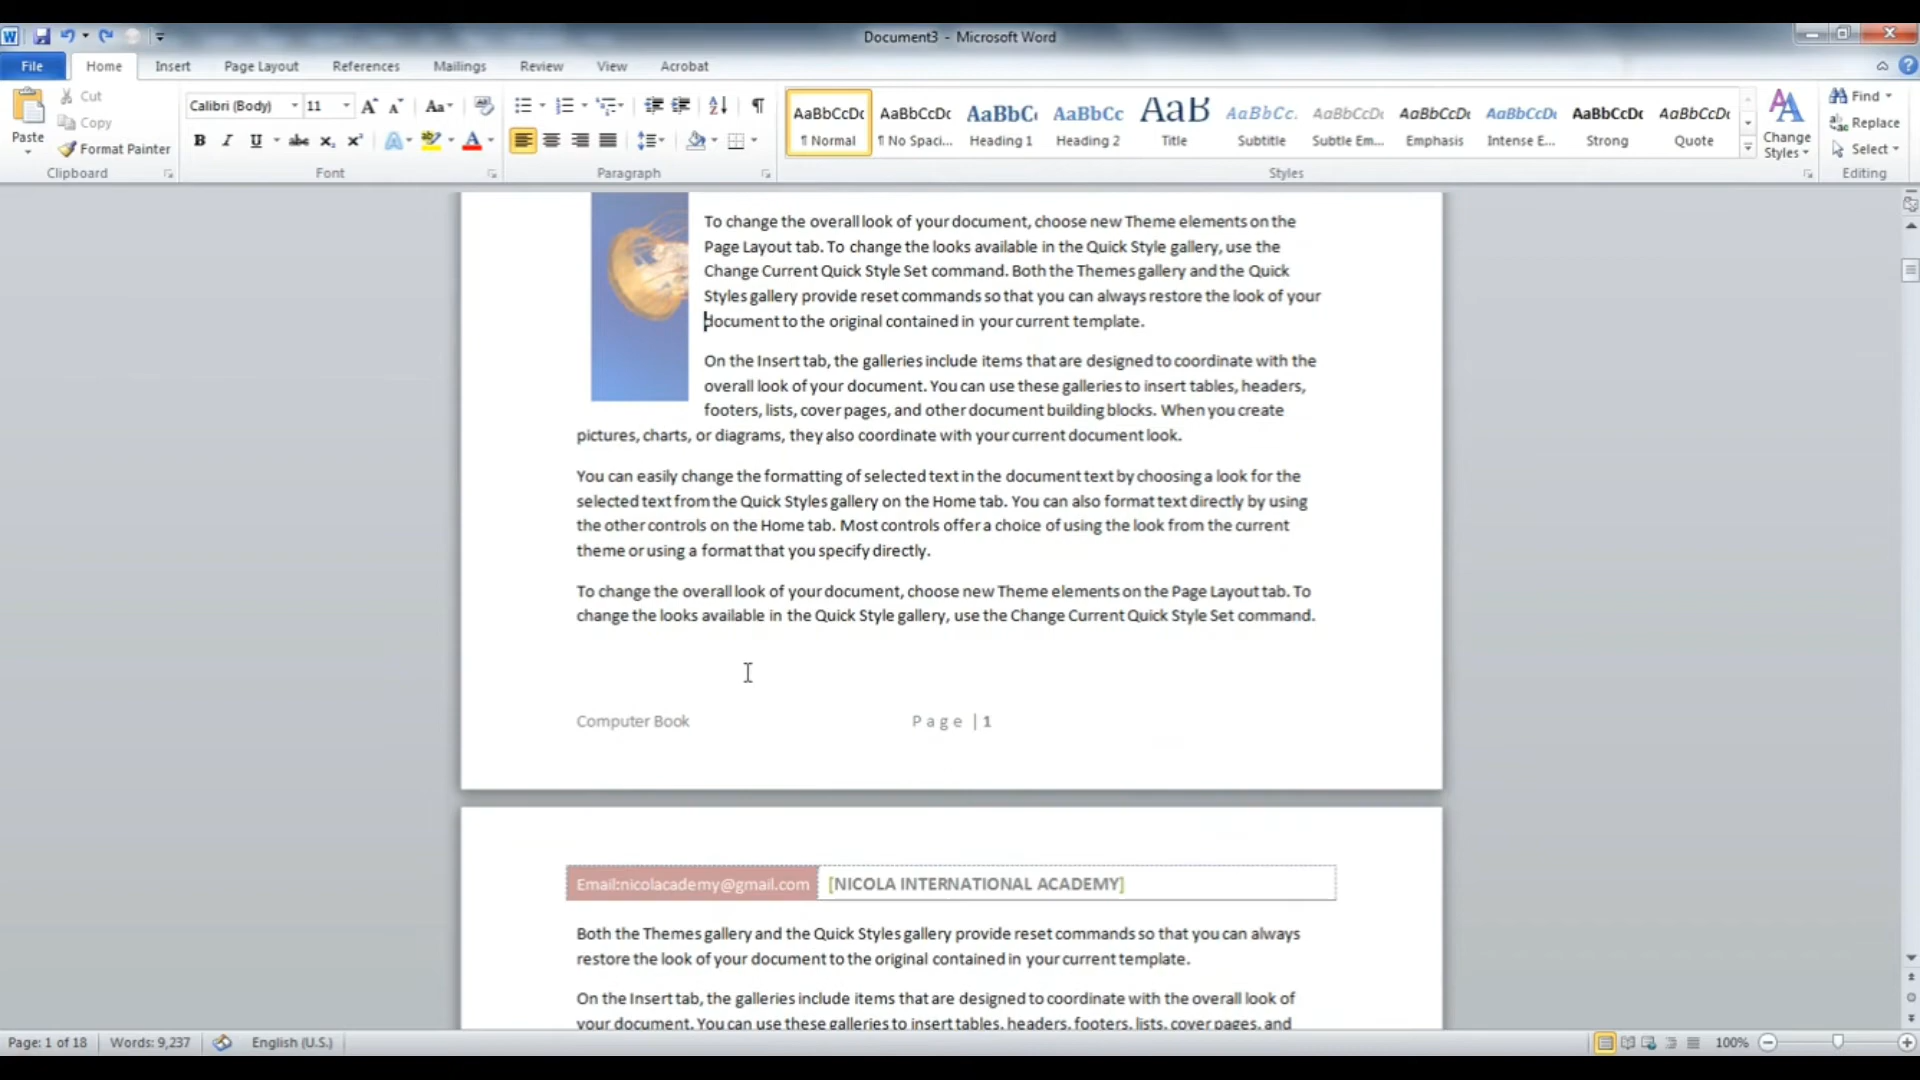 Document3 - Microsoft Word
File Home Insert Page Layout References Mailings Review View Acrobat
Paste
Cut
Copy
Format Painter
Clipboard
Calibri (Body) 11
Font
Paragraph
AaBbCcDc AaBbCcDc AaBbC AaBbCc AaB AaBbCc. AaBbCcDc AaBbCcDc AaBbCcDc AaBbCcDc AaBbCcDc
¶ Normal ¶ No Spaci... Heading 1 Heading 2 Title Subtitle Subtle Em... Emphasis Intense E... Strong Quote
Styles
Change
Styles
Find
Replace
Select
Editing
To change the overall look of your document, choose new Theme elements on the
Page Layout tab. To change the looks available in the Quick Style gallery, use the
Change Current Quick Style Set command. Both the Themes gallery and the Quick
Styles gallery provide reset commands so that you can always restore the look of your
document to the original contained in your current template.
On the Insert tab, the galleries include items that are designed to coordinate with the
overall look of your document. You can use these galleries to insert tables, headers,
footers, lists, cover pages, and other document building blocks. When you create
pictures, charts, or diagrams, they also coordinate with your current document look.
You can easily change the formatting of selected text in the document text by choosing a look for the
selected text from the Quick Styles gallery on the Home tab. You can also format text directly by using
the other controls on the Home tab. Most controls offer a choice of using the look from the current
theme or using a format that you specify directly.
To change the overall look of your document, choose new Theme elements on the Page Layout tab. To
change the looks available in the Quick Style gallery, use the Change Current Quick Style Set command.
Computer Book P a g e | 1
Email:nicolacademy@gmail.com [NICOLA INTERNATIONAL ACADEMY]
Both the Themes gallery and the Quick Styles gallery provide reset commands so that you can always
restore the look of your document to the original contained in your current template.
On the Insert tab, the galleries include items that are designed to coordinate with the overall look of
your document. You can use these galleries to insert tables, headers, footers, lists, cover pages, and
Page: 1 of 18 Words: 9,237 English (U.S.) 100%